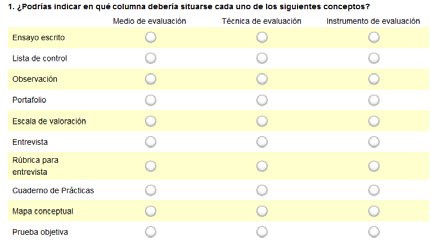 1. ¿Podrías indicar en qué columna debería situarse cada uno de los siguientes conceptos?
Medio de evaluación Técnica de evaluación Instrumento de evaluación
Ensayo escrito
Lista de control
Observación
Portafolio
Escala de valoración
Entrevista
Rúbrica para
entrevista
Cuaderno de Prácticas
Mapa conceptual
Prueba objetiva